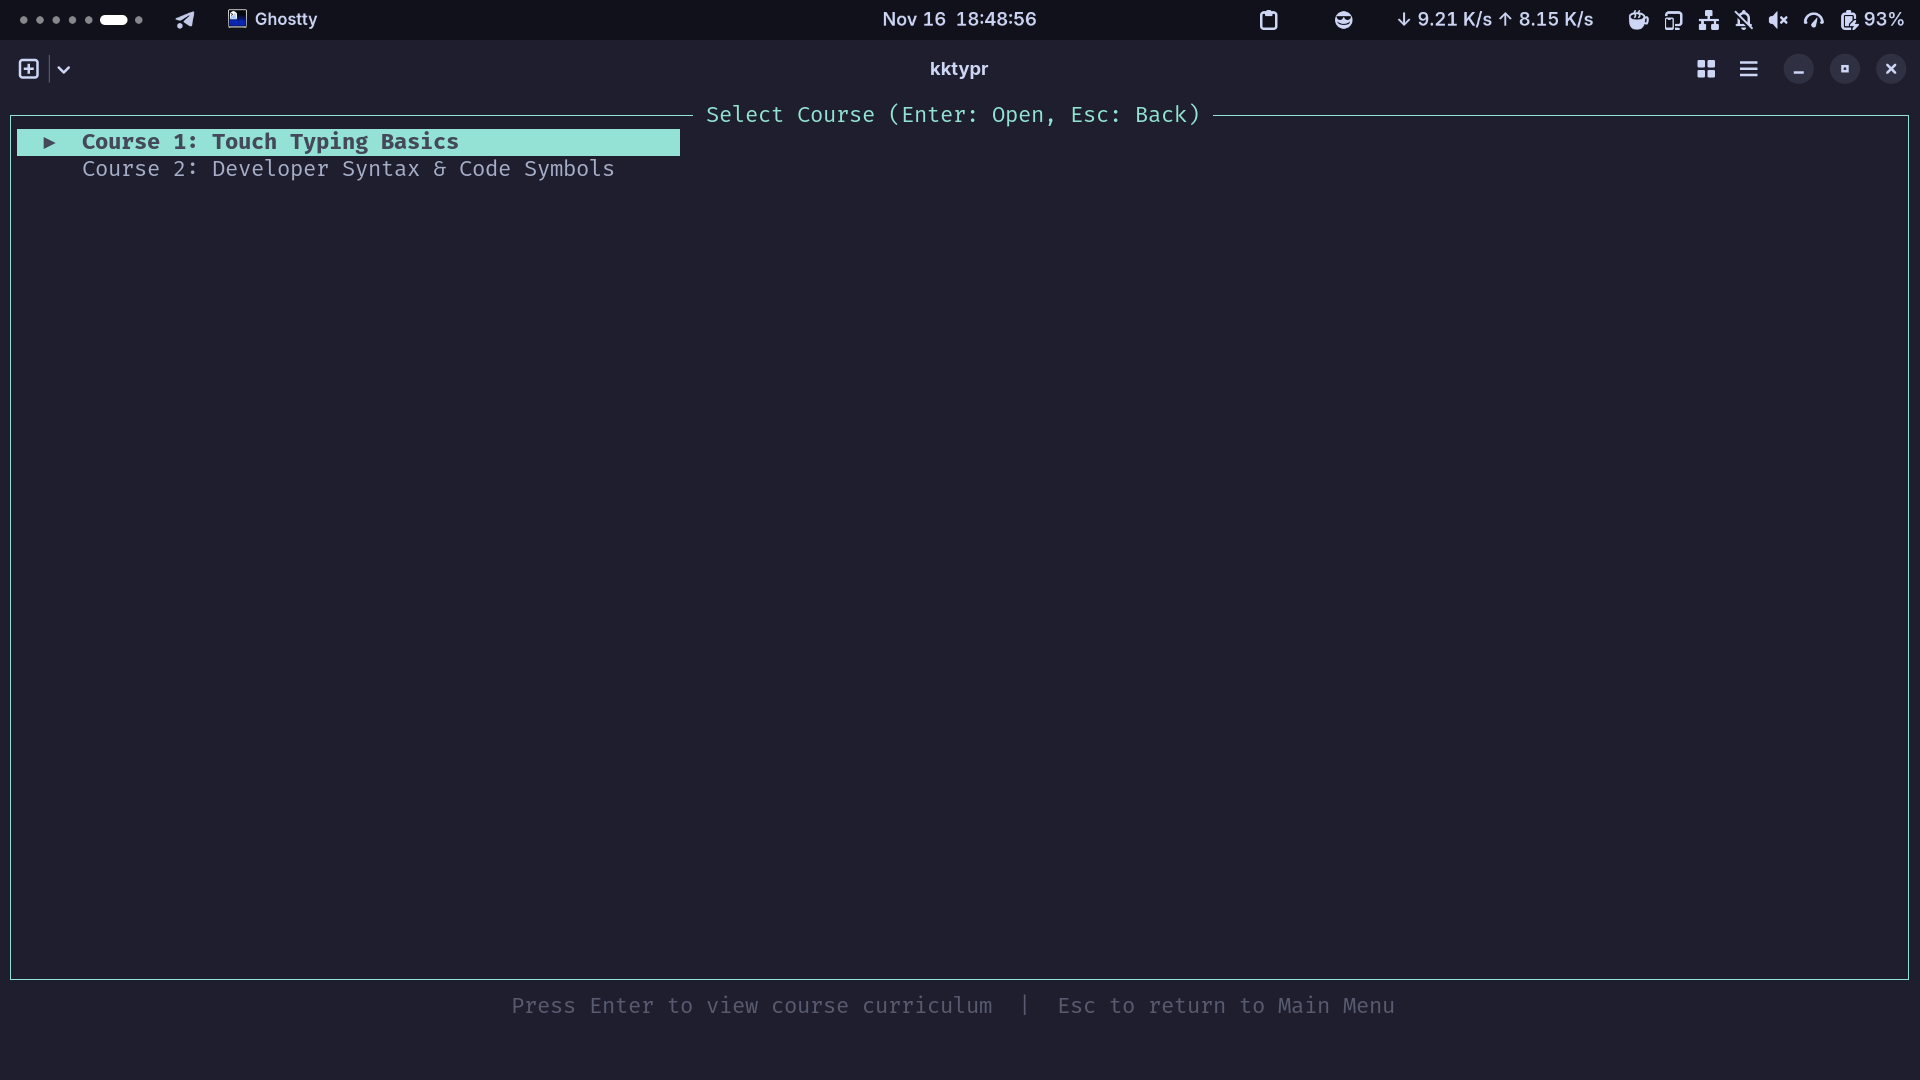 Ghostty
Nov 16 18:48:56
↓ 9.21 K/s ↑ 8.15 K/s
93%
kktypr
Select Course (Enter: Open, Esc: Back)
▶ Course 1: Touch Typing Basics
Course 2: Developer Syntax & Code Symbols
Press Enter to view course curriculum | Esc to return to Main Menu